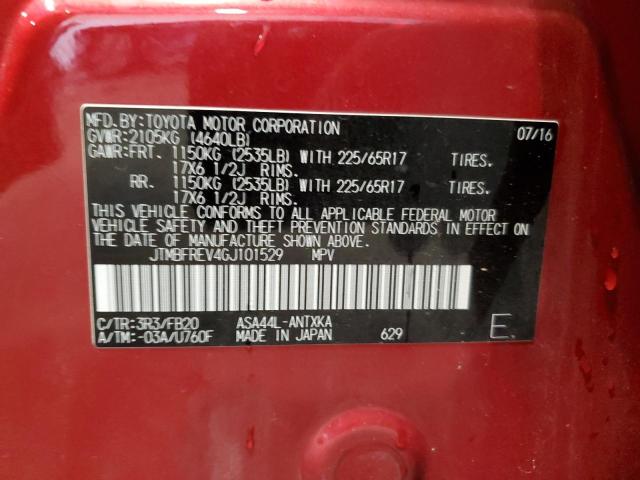 MFD.BY:TOYOTA MOTOR CORPORATION 07/16
GVWR:2105KG (4640LB)
GAWR:FRT. 1150KG (2535LB) WITH 225/65R17 TIRES.
17X6 1/2J RIMS.
RR. 1150KG (2535LB) WITH 225/65R17 TIRES.
17X6 1/2J RIMS.
THIS VEHICLE CONFORMS TO ALL APPLICABLE FEDERAL MOTOR
VEHICLE SAFETY AND THEFT PREVENTION STANDARDS IN EFFECT ON
THE DATE OF MANUFACTURE SHOWN ABOVE.
JTMBFREV4GJ101529 MPV
C/TR:3R3/FB20 ASA44L-ANTXKA
A/TM:-03A/U760F MADE IN JAPAN 629 E.